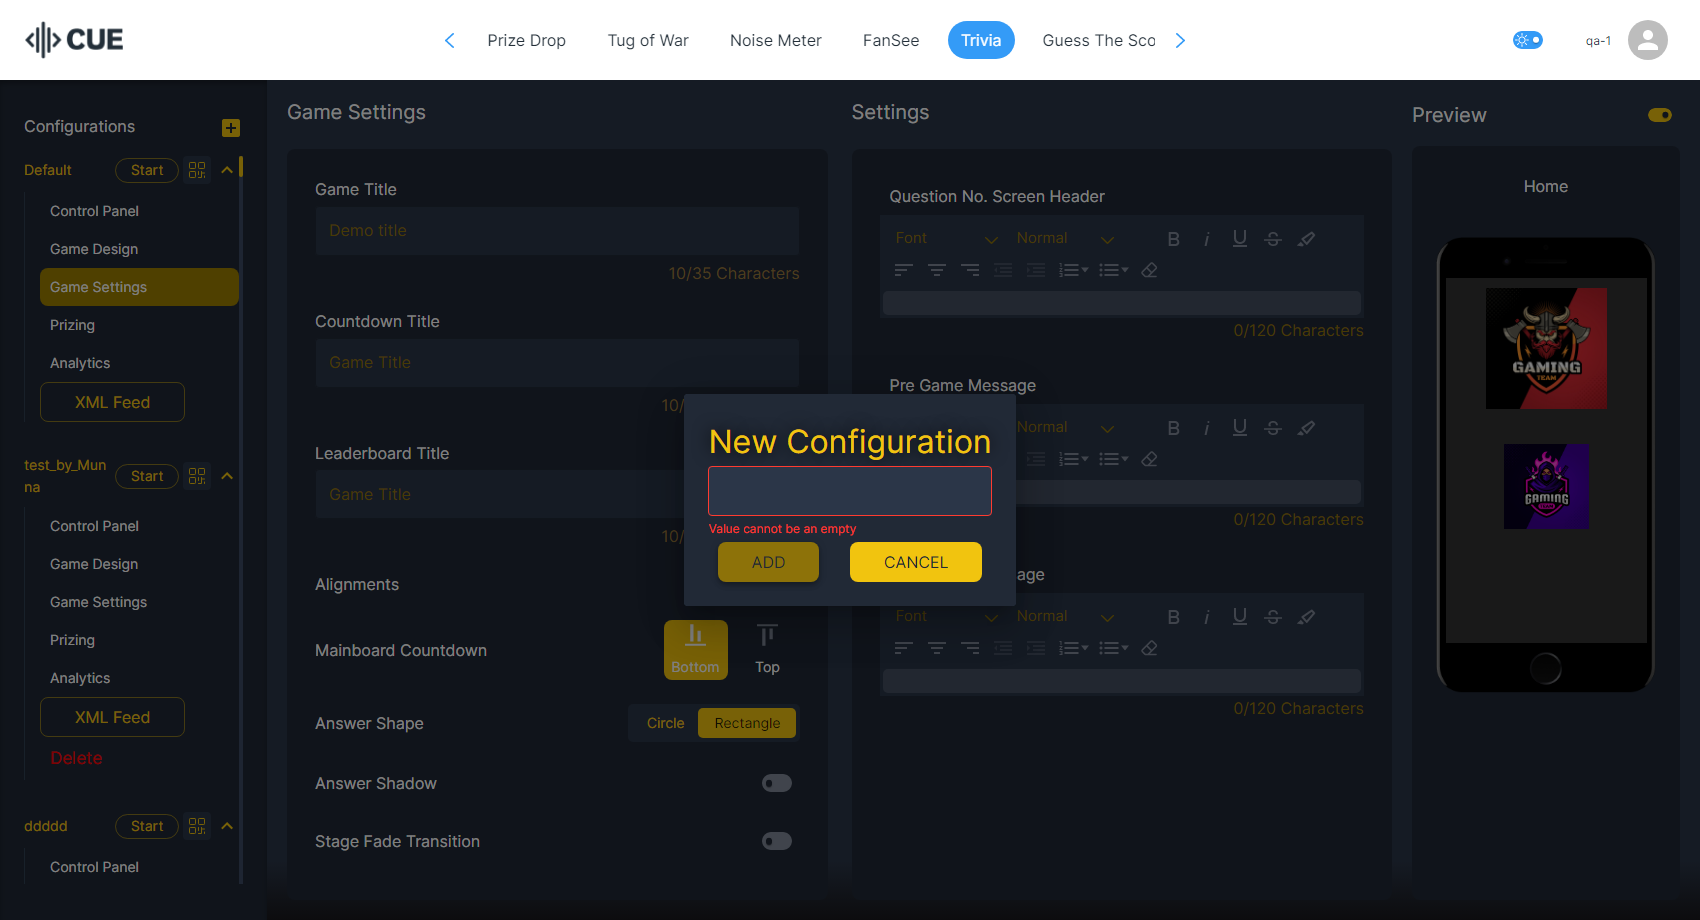 CUE
Prize Drop
Tug of War
Noise Meter
FanSee
Trivia
Guess The Sco
qa-1
Configurations
Default
Start
Control Panel
Game Design
Game Settings
Prizing
Analytics
XML Feed
test_by_Mun
na
Start
Control Panel
Game Design
Game Settings
Prizing
Analytics
XML Feed
Delete
ddddd
Start
Control Panel
Game Settings
Game Title
Demo title
10/35 Characters
Countdown Title
Game Title
10/
Leaderboard Title
Game Title
10/
Alignments
Mainboard Countdown
Bottom
Top
Answer Shape
Circle
Rectangle
Answer Shadow
Stage Fade Transition
New Configuration
Value cannot be an empty
ADD
CANCEL
Settings
Question No. Screen Header
Font
Normal
0/120 Characters
Pre Game Message
Normal
0/120 Characters
age
Font
Normal
0/120 Characters
Preview
Home
GAMING
TEAM
GAMING